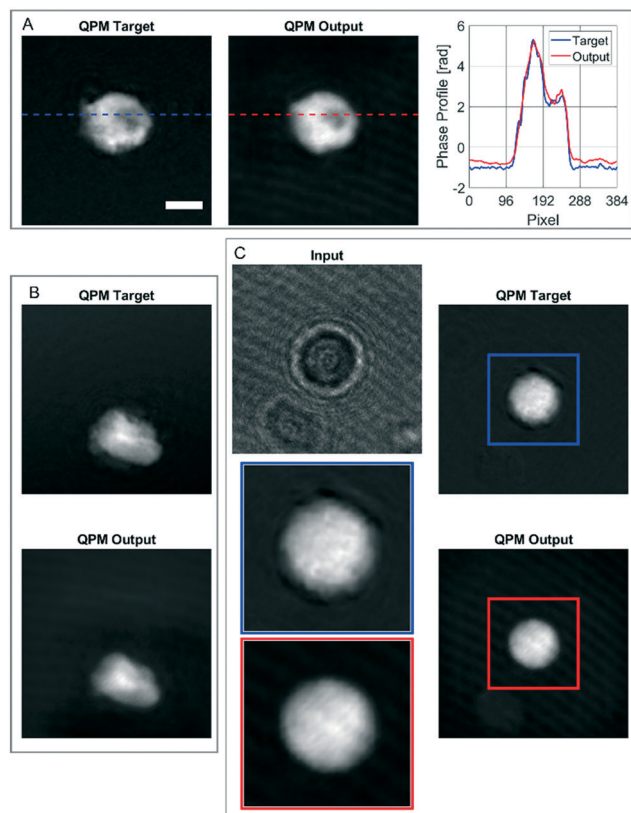 A
QPM Target
QPM Output
Phase Profile [rad]
6
4
2
0
-2
Target
Output
0 96 192 288 384
Pixel
B
QPM Target
QPM Output
C
Input
QPM Target
QPM Output